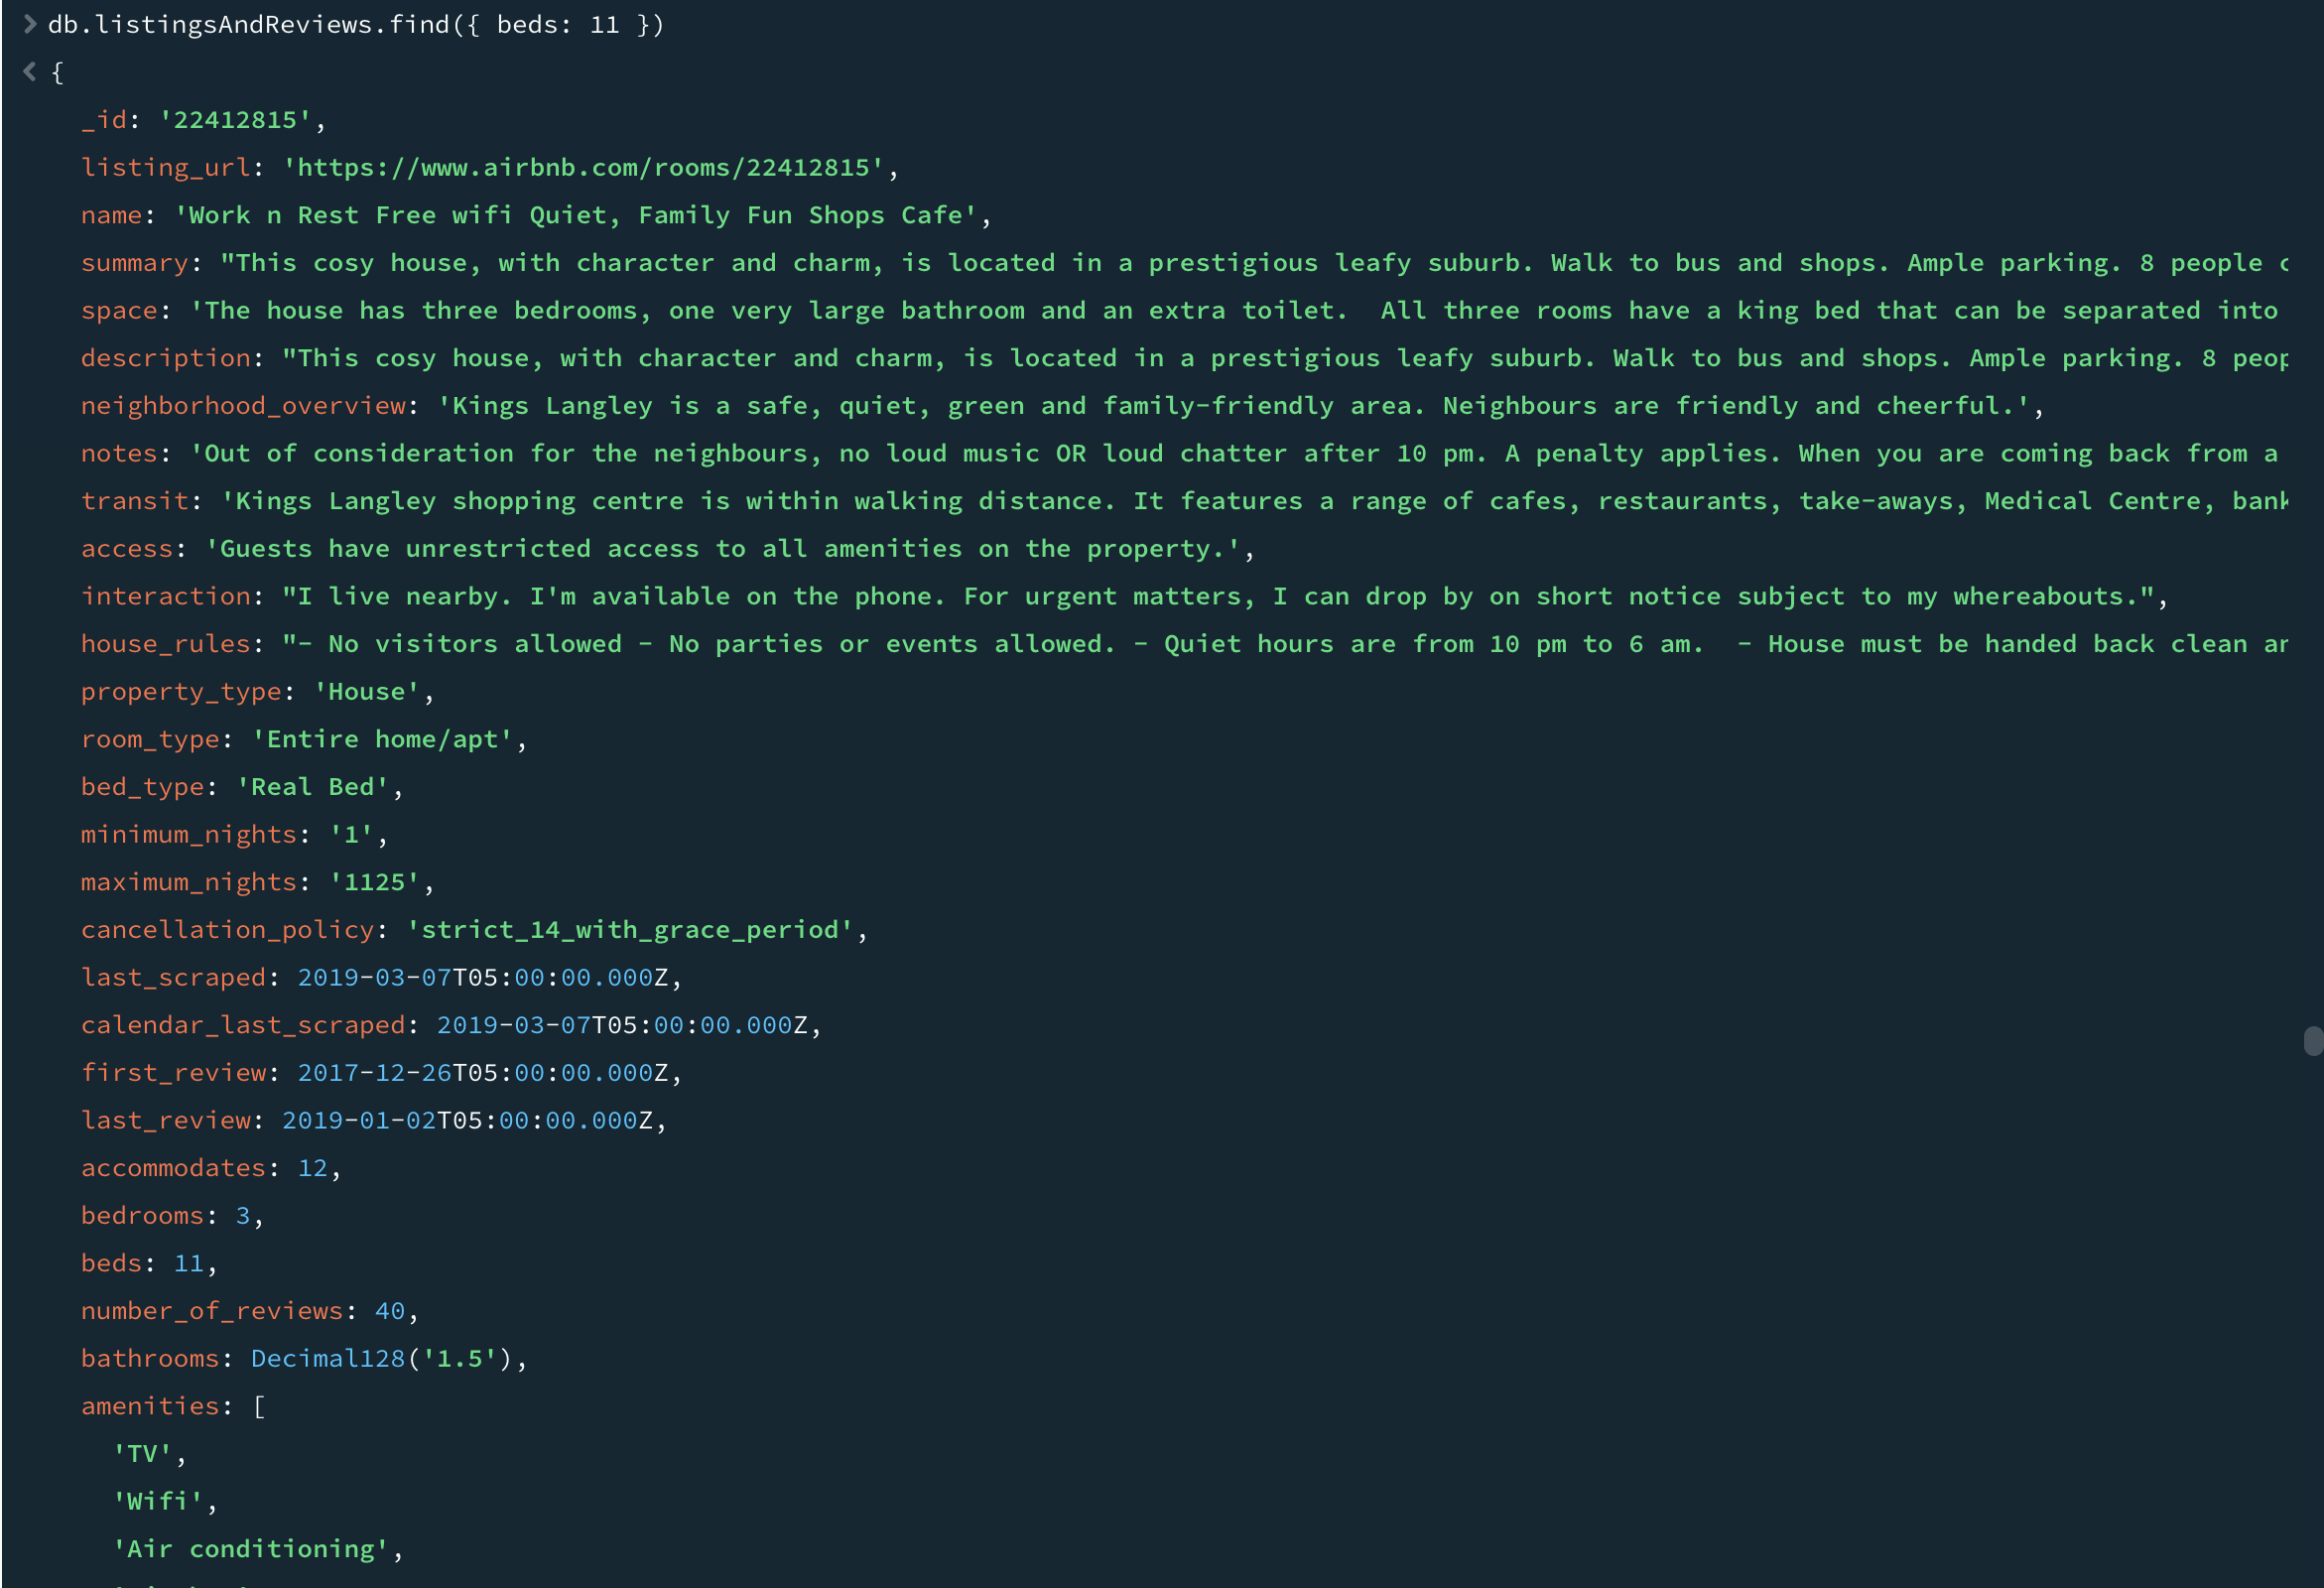 db.listingsAndReviews.find({ beds: 11 })
{
_id: '22412815',
listing_url: 'https://www.airbnb.com/rooms/22412815',
name: 'Work n Rest Free wifi Quiet, Family Fun Shops Cafe',
summary: "This cosy house, with character and charm, is located in a prestigious leafy suburb. Walk to bus and shops. Ample parking. 8 people
space: 'The house has three bedrooms, one very large bathroom and an extra toilet.  All three rooms have a king bed that can be separated into
description: "This cosy house, with character and charm, is located in a prestigious leafy suburb. Walk to bus and shops. Ample parking. 8 peop
neighborhood_overview: 'Kings Langley is a safe, quiet, green and family-friendly area. Neighbours are friendly and cheerful.',
notes: 'Out of consideration for the neighbours, no loud music OR loud chatter after 10 pm. A penalty applies. When you are coming back from a
transit: 'Kings Langley shopping centre is within walking distance. It features a range of cafes, restaurants, take-aways, Medical Centre, bank
access: 'Guests have unrestricted access to all amenities on the property.',
interaction: "I live nearby. I'm available on the phone. For urgent matters, I can drop by on short notice subject to my whereabouts.",
house_rules: "- No visitors allowed - No parties or events allowed. - Quiet hours are from 10 pm to 6 am.  - House must be handed back clean an
property_type: 'House',
room_type: 'Entire home/apt',
bed_type: 'Real Bed',
minimum_nights: '1',
maximum_nights: '1125',
cancellation_policy: 'strict_14_with_grace_period',
last_scraped: 2019-03-07T05:00:00.000Z,
calendar_last_scraped: 2019-03-07T05:00:00.000Z,
first_review: 2017-12-26T05:00:00.000Z,
last_review: 2019-01-02T05:00:00.000Z,
accommodates: 12,
bedrooms: 3,
beds: 11,
number_of_reviews: 40,
bathrooms: Decimal128('1.5'),
amenities: [
'TV',
'Wifi',
'Air conditioning',